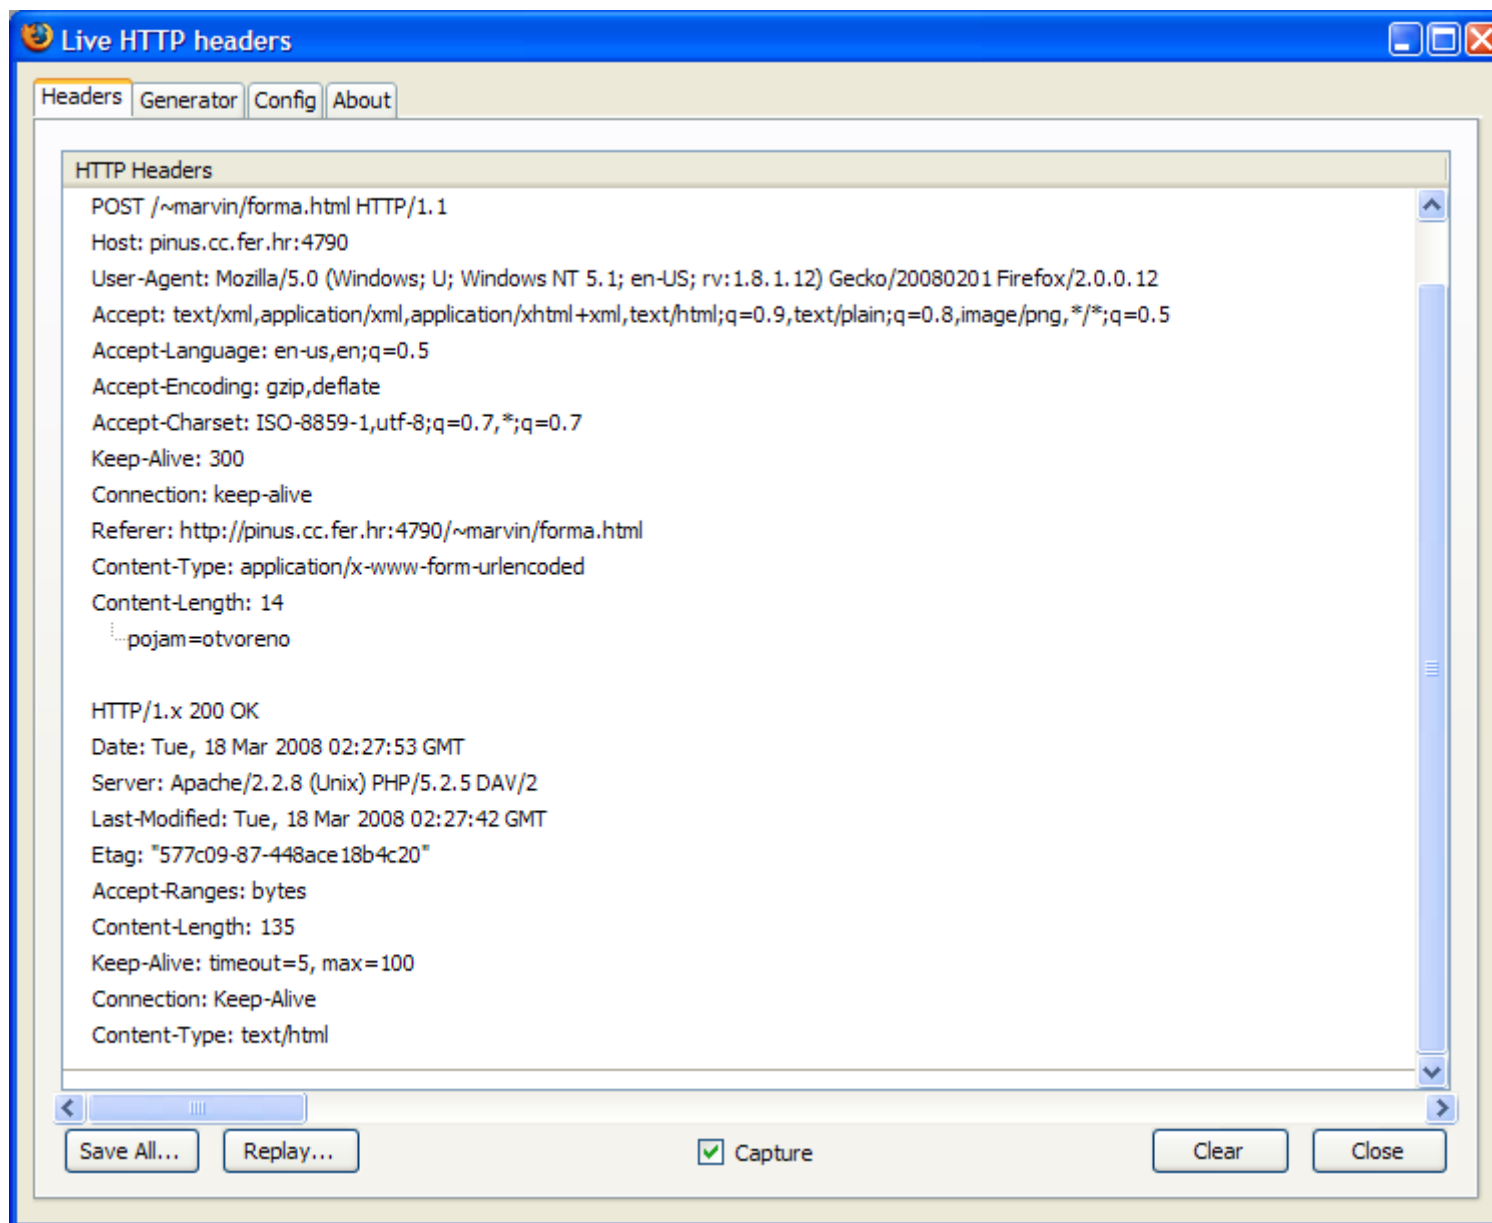 Live HTTP headers
Headers Generator Config About
HTTP Headers
POST /~marvin/forma.html HTTP/1.1
Host: pinus.cc.fer.hr:4790
User-Agent: Mozilla/5.0 (Windows; U; Windows NT 5.1; en-US; rv:1.8.1.12) Gecko/20080201 Firefox/2.0.0.12
Accept: text/xml,application/xml,application/xhtml+xml,text/html;q=0.9,text/plain;q=0.8,image/png,*/*;q=0.5
Accept-Language: en-us,en;q=0.5
Accept-Encoding: gzip,deflate
Accept-Charset: ISO-8859-1,utf-8;q=0.7,*;q=0.7
Keep-Alive: 300
Connection: keep-alive
Referer: http://pinus.cc.fer.hr:4790/~marvin/forma.html
Content-Type: application/x-www-form-urlencoded
Content-Length: 14
pojam=otvoreno
HTTP/1.x 200 OK
Date: Tue, 18 Mar 2008 02:27:53 GMT
Server: Apache/2.2.8 (Unix) PHP/5.2.5 DAV/2
Last-Modified: Tue, 18 Mar 2008 02:27:42 GMT
Etag: "577c09-87-448ace18b4c20"
Accept-Ranges: bytes
Content-Length: 135
Keep-Alive: timeout=5, max=100
Connection: Keep-Alive
Content-Type: text/html
Save All... Replay... Capture Clear Close